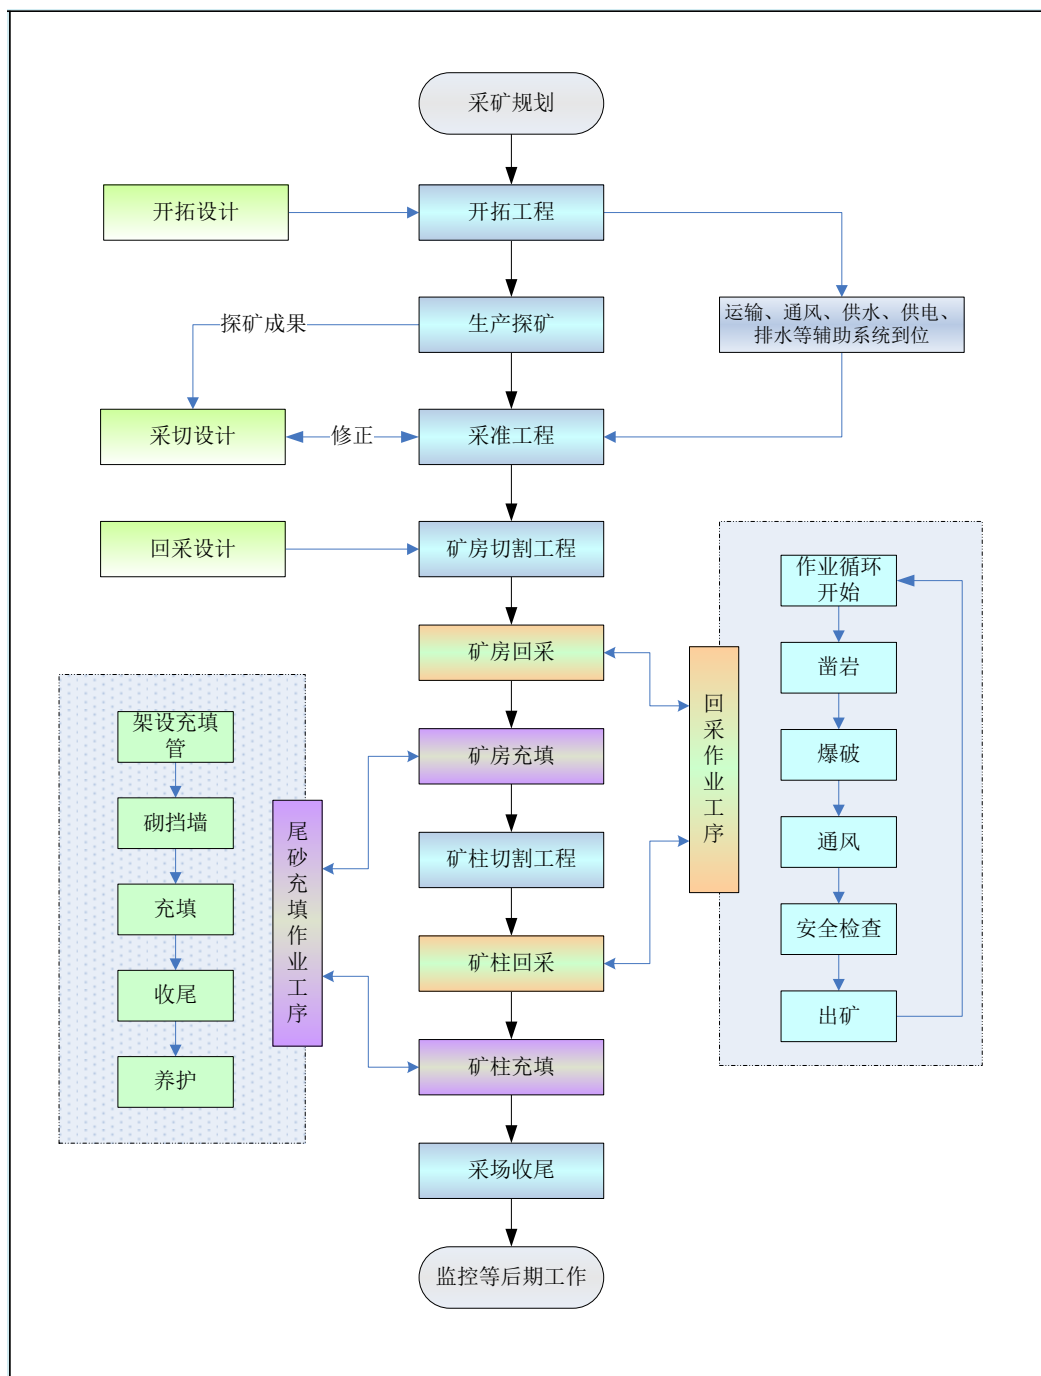 采矿规划
开拓设计
开拓工程
探矿成果
生产探矿
运输、通风、供水、供电、
排水等辅助系统到位
采切设计
修正
采准工程
回采设计
矿房切割工程
矿房回采
矿房充填
矿柱切割工程
矿柱回采
矿柱充填
采场收尾
监控等后期工作
架设充填
管
砌挡墙
充填
收尾
养护
尾砂充填作业工序
回采作业工序
作业循环
开始
凿岩
爆破
通风
安全检查
出矿